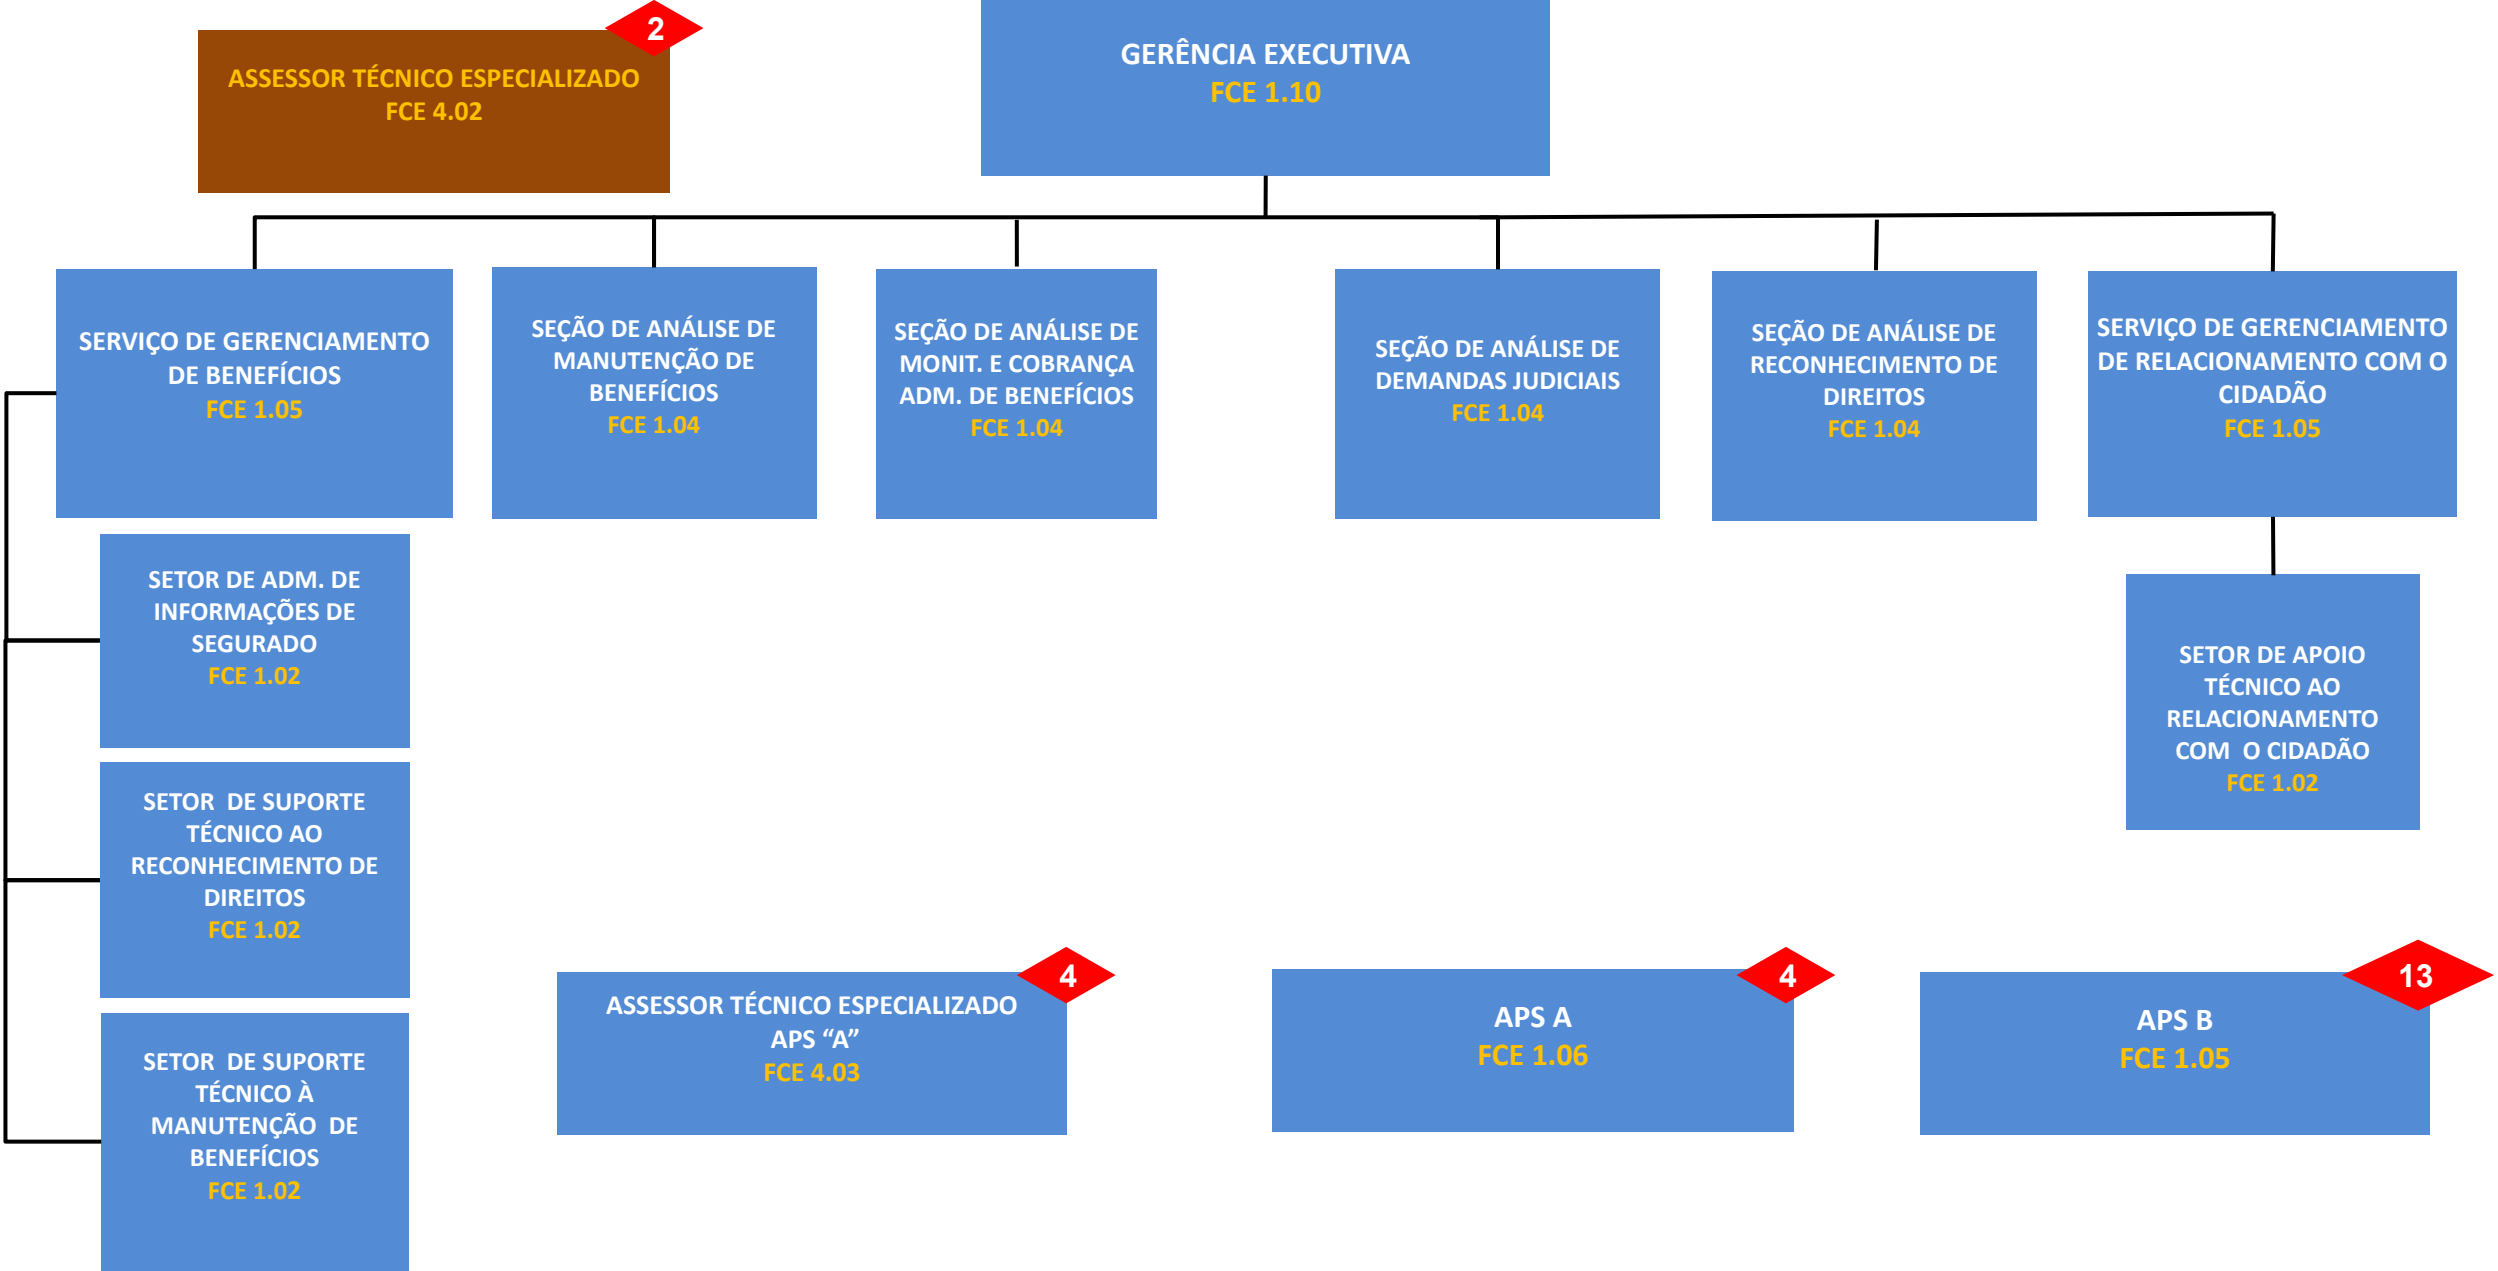 2
ASSESSOR TÉCNICO ESPECIALIZADO
FCE 4.02
GERÊNCIA EXECUTIVA
FCE 1.10
SERVIÇO DE GERENCIAMENTO
DE BENEFÍCIOS
FCE 1.05
SEÇÃO DE ANÁLISE DE
MANUTENÇÃO DE
BENEFÍCIOS
FCE 1.04
SEÇÃO DE ANÁLISE DE
MONIT. E COBRANÇA
ADM. DE BENEFÍCIOS
FCE 1.04
SEÇÃO DE ANÁLISE DE
DEMANDAS JUDICIAIS
FCE 1.04
SEÇÃO DE ANÁLISE DE
RECONHECIMENTO DE
DIREITOS
FCE 1.04
SERVIÇO DE GERENCIAMENTO
DE RELACIONAMENTO COM O
CIDADÃO
FCE 1.05
SETOR DE ADM. DE
INFORMAÇÕES DE
SEGURADO
FCE 1.02
SETOR DE APOIO
TÉCNICO AO
RELACIONAMENTO
COM O CIDADÃO
FCE 1.02
SETOR DE SUPORTE
TÉCNICO AO
RECONHECIMENTO DE
DIREITOS
FCE 1.02
SETOR DE SUPORTE
TÉCNICO À
MANUTENÇÃO DE
BENEFÍCIOS
FCE 1.02
4
ASSESSOR TÉCNICO ESPECIALIZADO
APS “A”
FCE 4.03
4
APS A
FCE 1.06
13
APS B
FCE 1.05